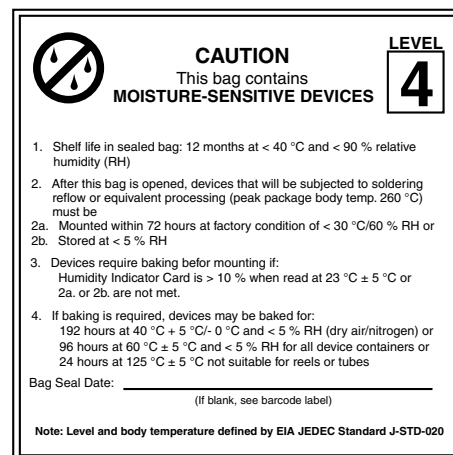 LEVEL
CAUTION
This bag contains
MOISTURE-SENSITIVE DEVICES
4
1. Shelf life in sealed bag: 12 months at < 40 °C and < 90 % relative
humidity (RH)
2. After this bag is opened, devices that will be subjected to soldering
reflow or equivalent processing (peak package body temp. 260 °C)
must be
2a. Mounted within 72 hours at factory condition of < 30 °C/60 % RH or
2b. Stored at < 5 % RH
3. Devices require baking befor mounting if:
Humidity Indicator Card is > 10 % when read at 23 °C ± 5 °C or
2a. or 2b. are not met.
4. If baking is required, devices may be baked for:
192 hours at 40 °C + 5 °C/- 0 °C and < 5 % RH (dry air/nitrogen) or
96 hours at 60 °C ± 5 °C and < 5 % RH for all device containers or
24 hours at 125 °C ± 5 °C not suitable for reels or tubes
Bag Seal Date:
(If blank, see barcode label)
Note: Level and body temperature defined by EIA JEDEC Standard J-STD-020